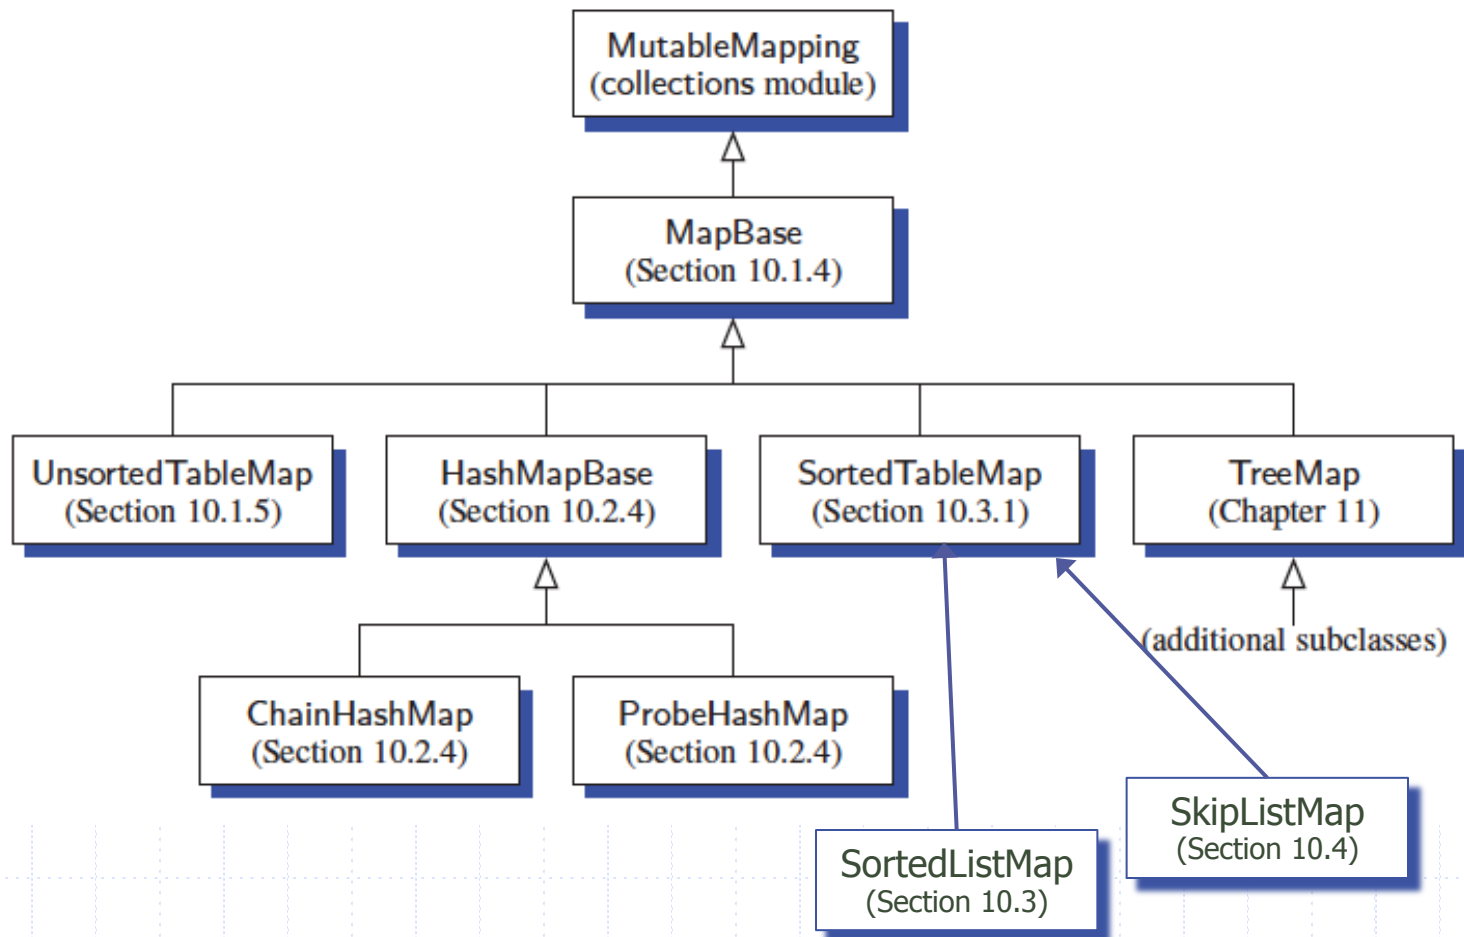 MutableMapping
(collections module)
MapBase
(Section 10.1.4)
UnsortedTableMap
(Section 10.1.5)
HashMapBase
(Section 10.2.4)
SortedTableMap
(Section 10.3.1)
TreeMap
(Chapter 11)
(additional subclasses)
ChainHashMap
(Section 10.2.4)
ProbeHashMap
(Section 10.2.4)
SkipListMap
(Section 10.4)
SortedListMap
(Section 10.3)